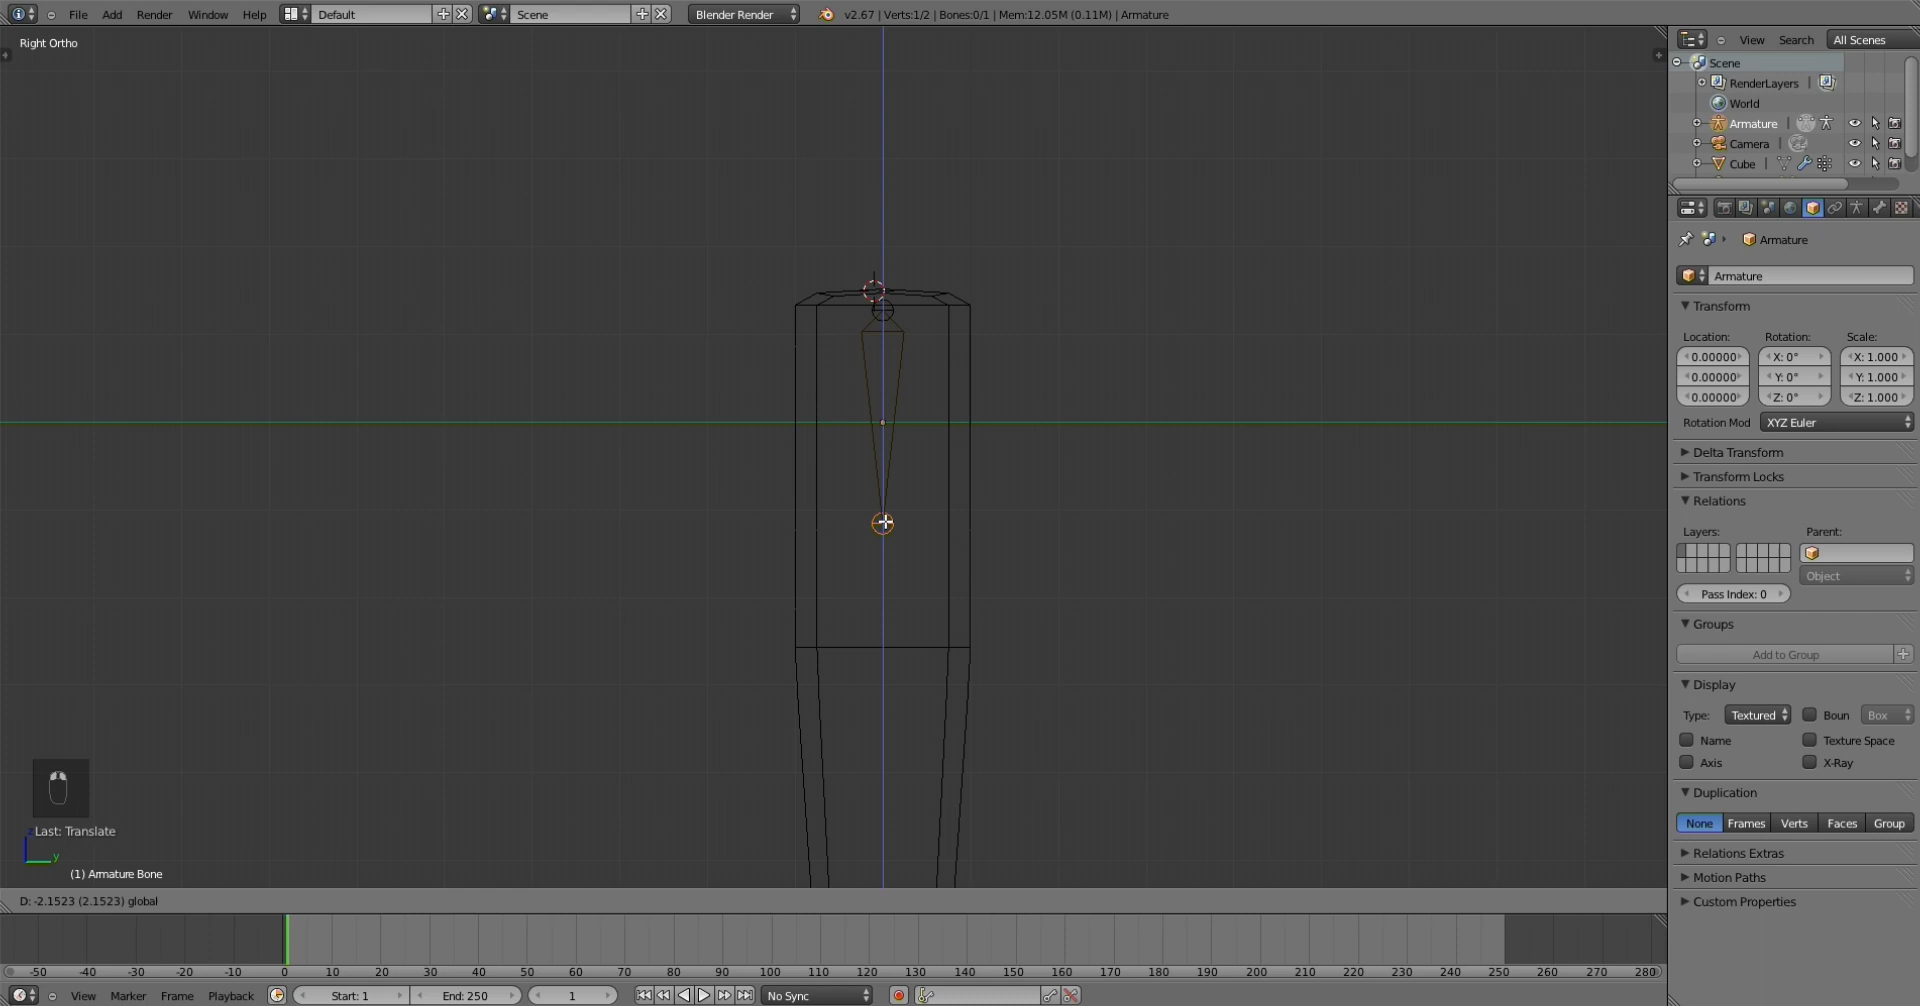 File Add Render Window Help Default Scene Blender Render v2.67 | Verts:1/2 | Bones:0/1 | Mem:12.05M (0.11M) | Armature
Right Ortho
View Search All Scenes
Scene
RenderLayers |
World
Armature |
Camera |
Cube |
Armature
Armature
Transform
Location: Rotation: Scale:
0.00000 X: 0° X: 1.000
0.00000 Y: 0° Y: 1.000
0.00000 Z: 0° Z: 1.000
Rotation Mod XYZ Euler
Delta Transform
Transform Locks
Relations
Layers: Parent:
Object
Pass Index: 0
Groups
Add to Group
Display
Type: Textured Boun Box
Name Texture Space
Axis X-Ray
Duplication
None Frames Verts Faces Group
Relations Extras
Motion Paths
Custom Properties
Last: Translate
z
y
(1) Armature Bone
D: -2.1523 (2.1523) global
-50 -40 -30 -20 -10 0 10 20 30 40 50 60 70 80 90 100 110 120 130 140 150 160 170 180 190 200 210 220 230 240 250 260 270 280
View Marker Frame Playback Start: 1 End: 250 1 No Sync